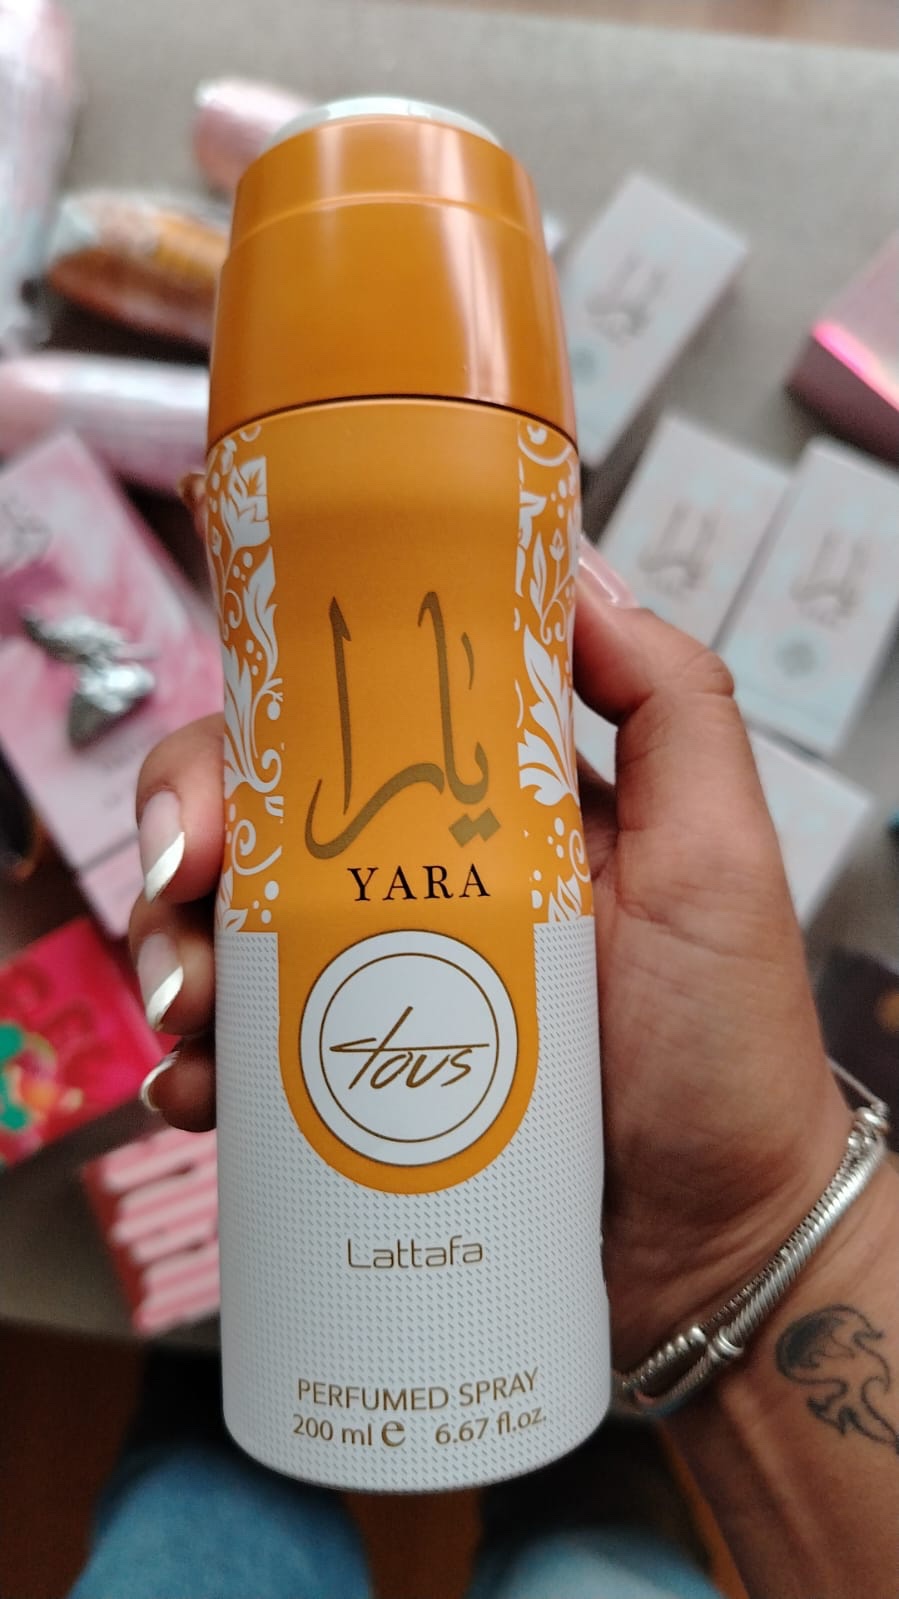 يارا
YARA
Tous
Lattafa
PERFUMED SPRAY
200 ml e 6.67 fl.oz.